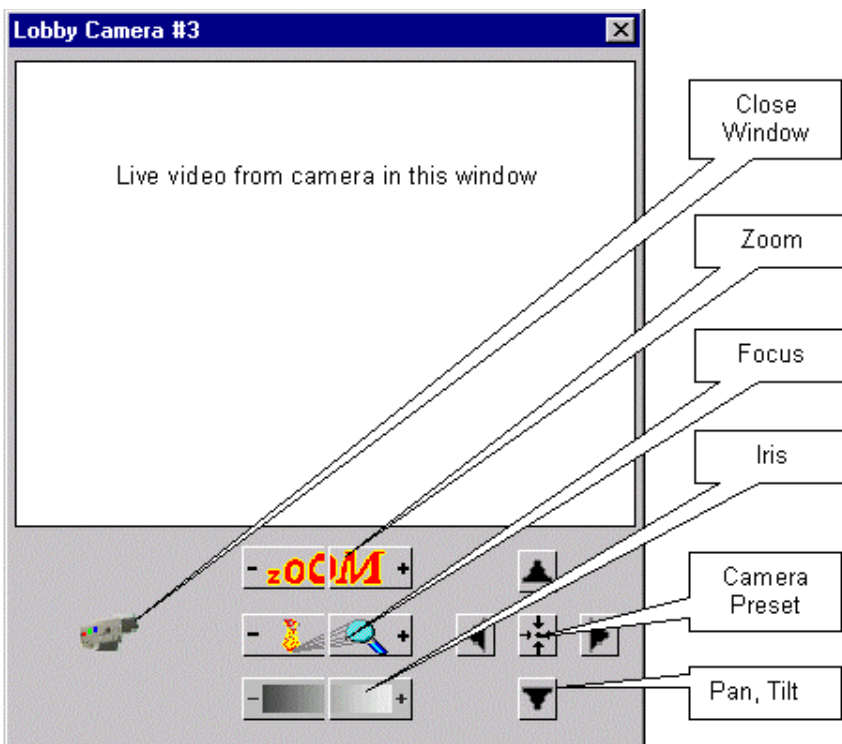 Lobby Camera #3
Live video from camera in this window
Close
Window
Zoom
Focus
Iris
- zOOM +
- +
- +
Camera
Preset
Pan, Tilt